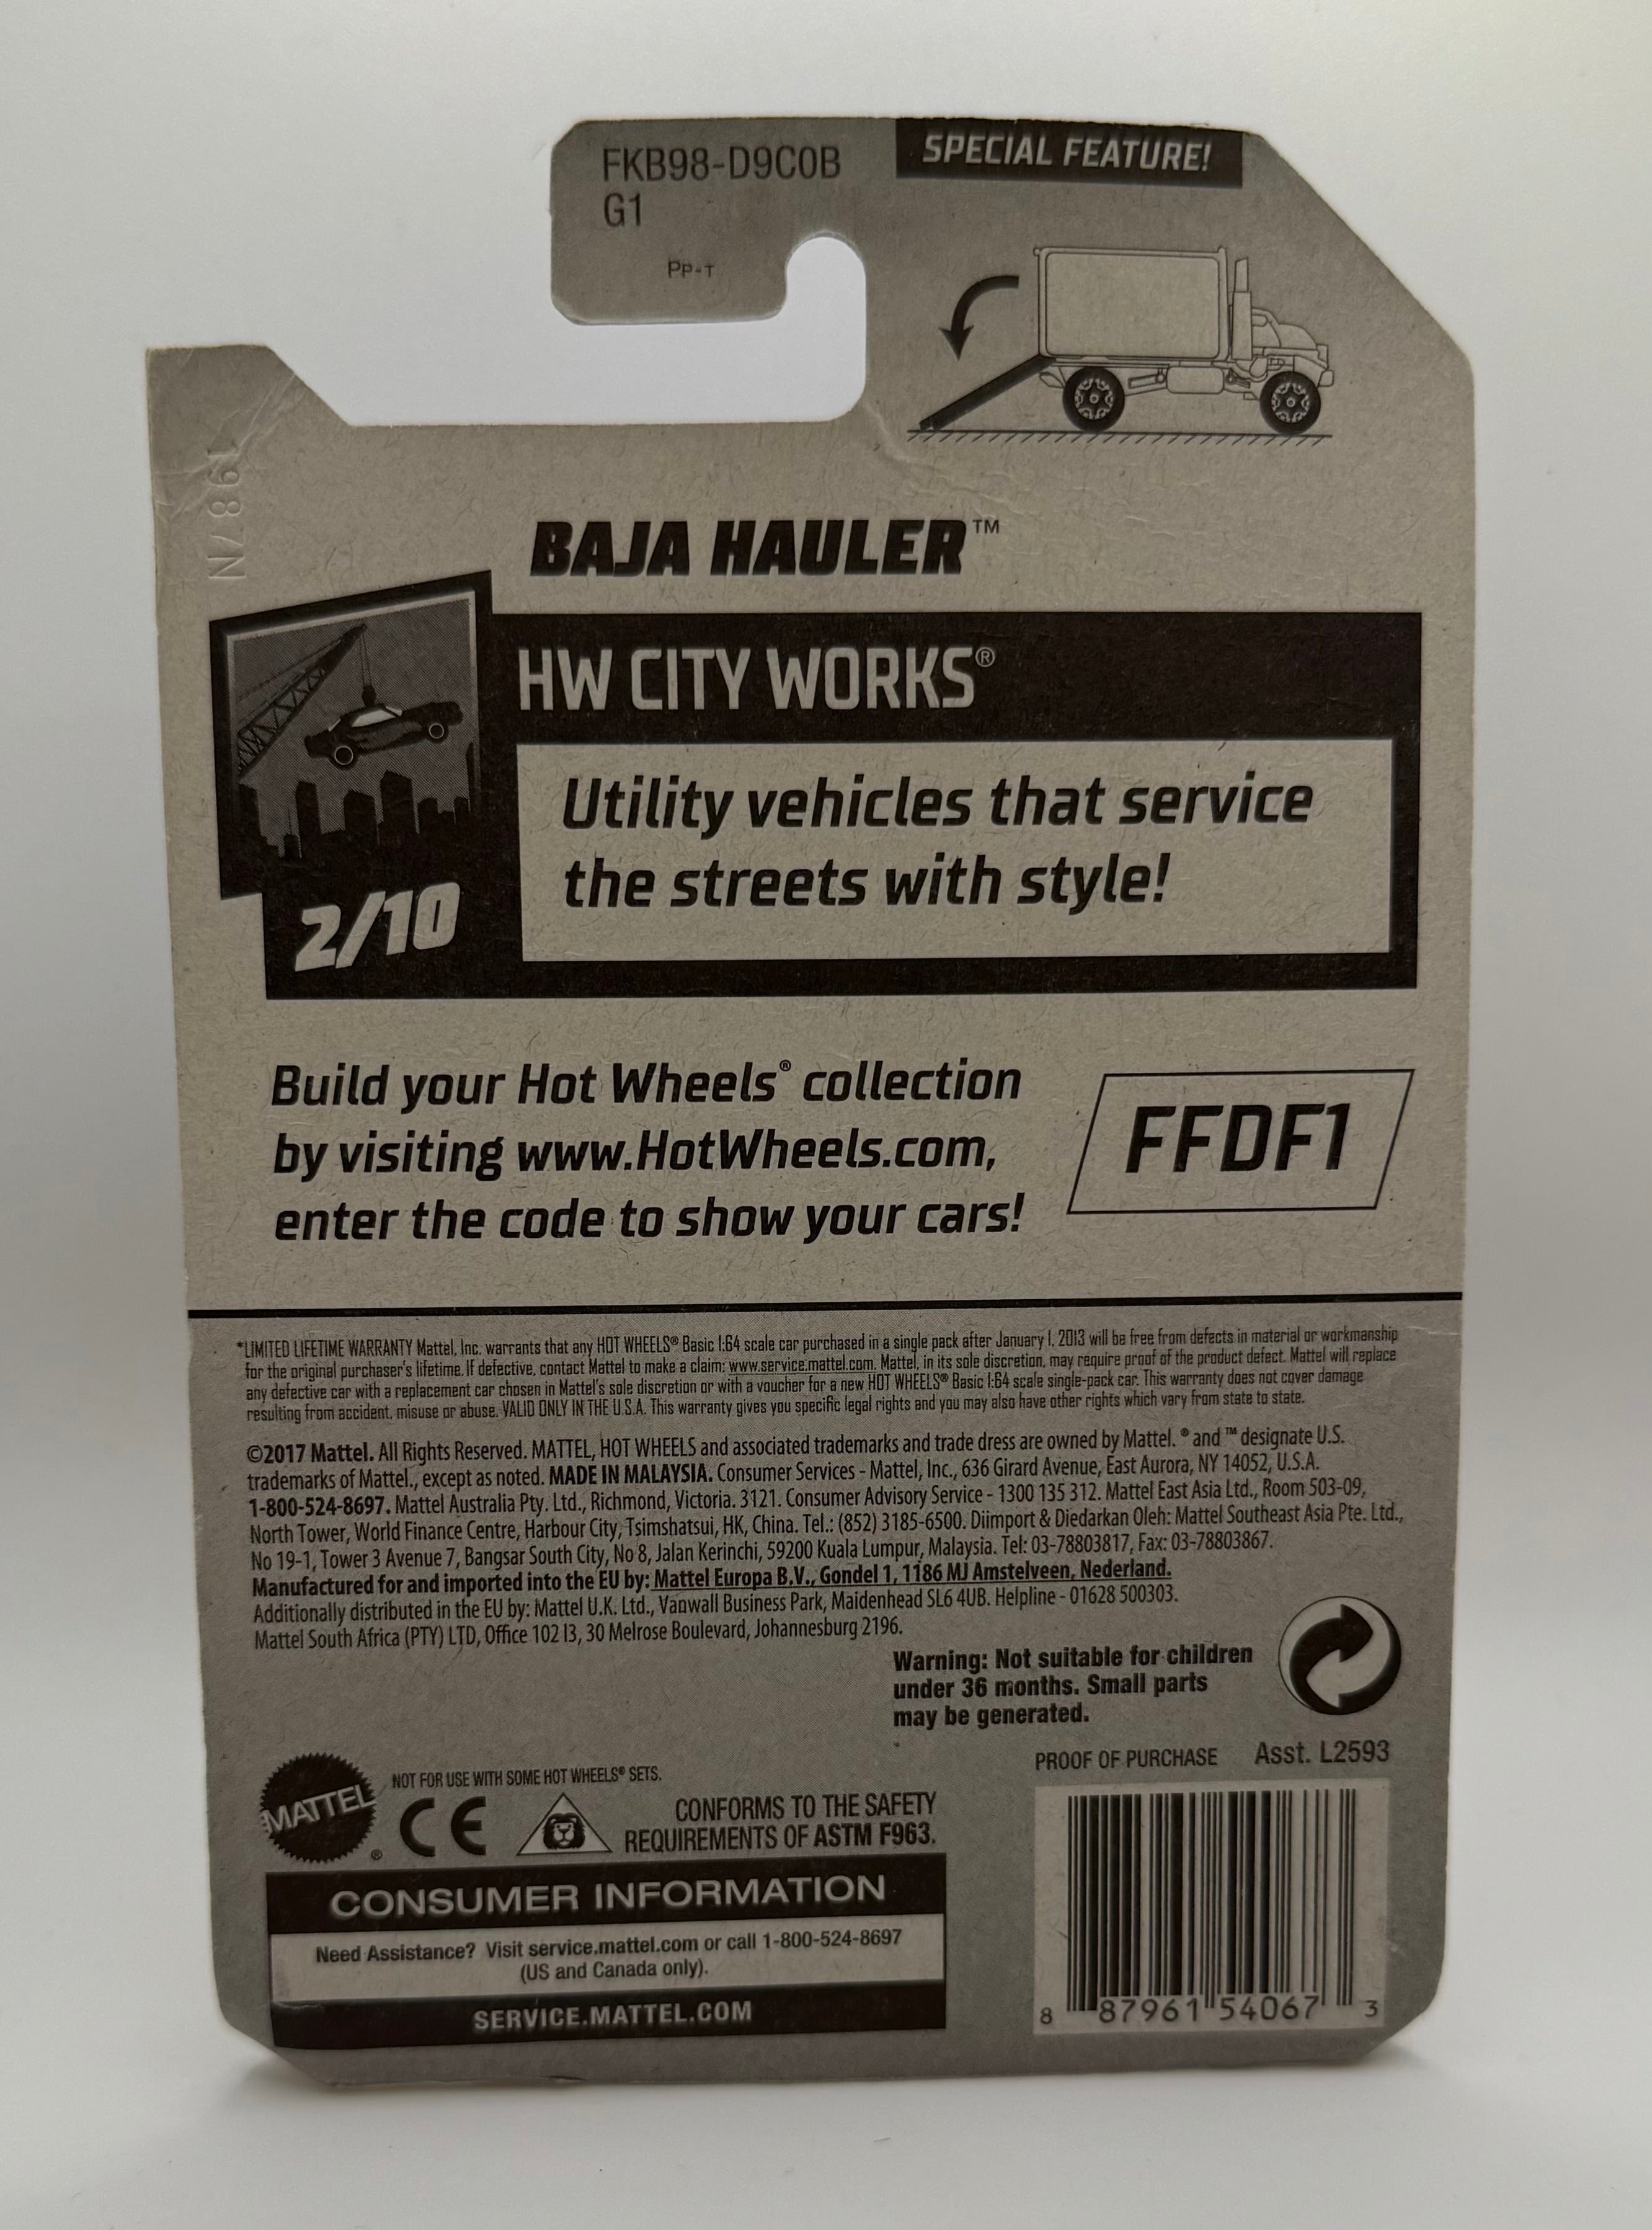 FKB98-D9C0B
G1
PP-T
SPECIAL FEATURE!
1987N
BAJA HAULER™
HW CITY WORKS®
Utility vehicles that service
the streets with style!
2/10
Build your Hot Wheels® collection
by visiting www.HotWheels.com,
enter the code to show your cars!
FFDF1
*LIMITED LIFETIME WARRANTY Mattel, Inc. warrants that any HOT WHEELS® Basic 1:64 scale car purchased in a single pack after January 1, 2013 will be free from defects in material or workmanship
for the original purchaser's lifetime. If defective, contact Mattel to make a claim: www.service.mattel.com. Mattel, in its sole discretion, may require proof of the product defect. Mattel will replace
any defective car with a replacement car chosen in Mattel's sole discretion or with a voucher for a new HOT WHEELS® Basic 1:64 scale single-pack car. This warranty does not cover damage
resulting from accident, misuse or abuse. VALID ONLY IN THE U.S.A. This warranty gives you specific legal rights and you may also have other rights which vary from state to state.
©2017 Mattel. All Rights Reserved. MATTEL, HOT WHEELS and associated trademarks and trade dress are owned by Mattel. ® and ™ designate U.S.
trademarks of Mattel., except as noted. MADE IN MALAYSIA. Consumer Services - Mattel, Inc., 636 Girard Avenue, East Aurora, NY 14052, U.S.A.
1-800-524-8697. Mattel Australia Pty. Ltd., Richmond, Victoria. 3121. Consumer Advisory Service - 1300 135 312. Mattel East Asia Ltd., Room 503-09,
North Tower, World Finance Centre, Harbour City, Tsimshatsui, HK, China. Tel.: (852) 3185-6500. Diimport & Diedarkan Oleh: Mattel Southeast Asia Pte. Ltd.,
No 19-1, Tower 3 Avenue 7, Bangsar South City, No 8, Jalan Kerinchi, 59200 Kuala Lumpur, Malaysia. Tel: 03-78803817, Fax: 03-78803867.
Manufactured for and imported into the EU by: Mattel Europa B.V., Gondel 1, 1186 MJ Amstelveen, Nederland.
Additionally distributed in the EU by: Mattel U.K. Ltd., Vanwall Business Park, Maidenhead SL6 4UB. Helpline - 01628 500303.
Mattel South Africa (PTY) LTD, Office 102 I3, 30 Melrose Boulevard, Johannesburg 2196.
Warning: Not suitable for children
under 36 months. Small parts
may be generated.
MATTEL®
NOT FOR USE WITH SOME HOT WHEELS® SETS.
CE
CONFORMS TO THE SAFETY
REQUIREMENTS OF ASTM F963.
PROOF OF PURCHASE Asst. L2593
CONSUMER INFORMATION
Need Assistance? Visit service.mattel.com or call 1-800-524-8697
(US and Canada only).
SERVICE.MATTEL.COM
8 87961 54067 3